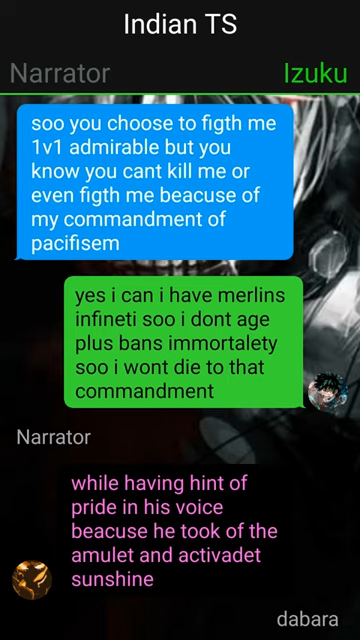 Indian TS
Narrator
Izuku
soo you choose to figth me
1v1 admirable but you
know you cant kill me or
even figth me beacuse of
my commandment of
pacifisem
yes i can i have merlins
infineti soo i dont age
plus bans immortalety
soo i wont die to that
commandment
Narrator
while having hint of
pride in his voice
beacuse he took of the
amulet and activadet
sunshine
dabara